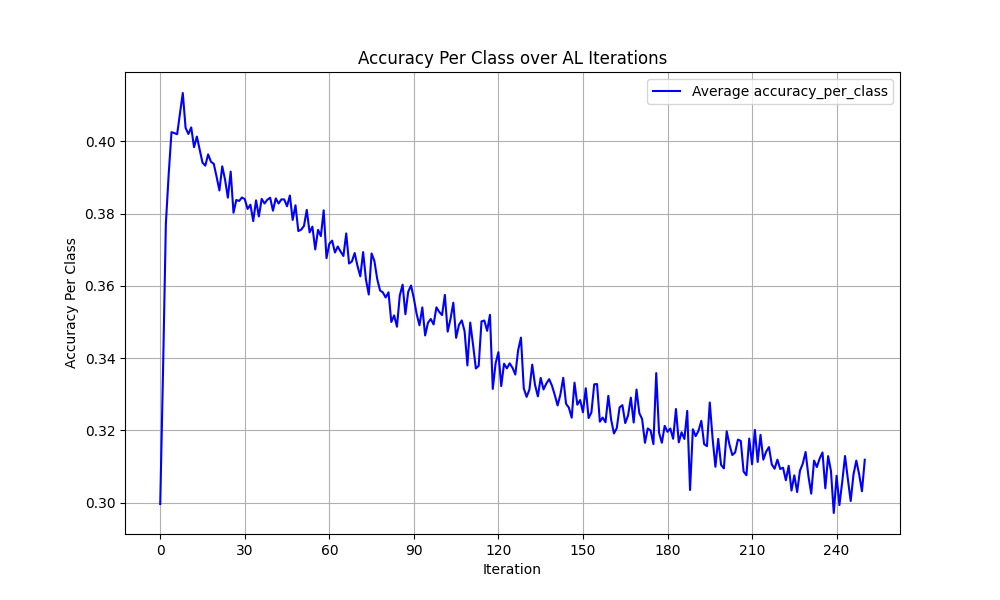 Accuracy Per Class over AL Iterations
Average accuracy_per_class
Accuracy Per Class
0.40
0.38
0.36
0.34
0.32
0.30
0 30 60 90 120 150 180 210 240
Iteration